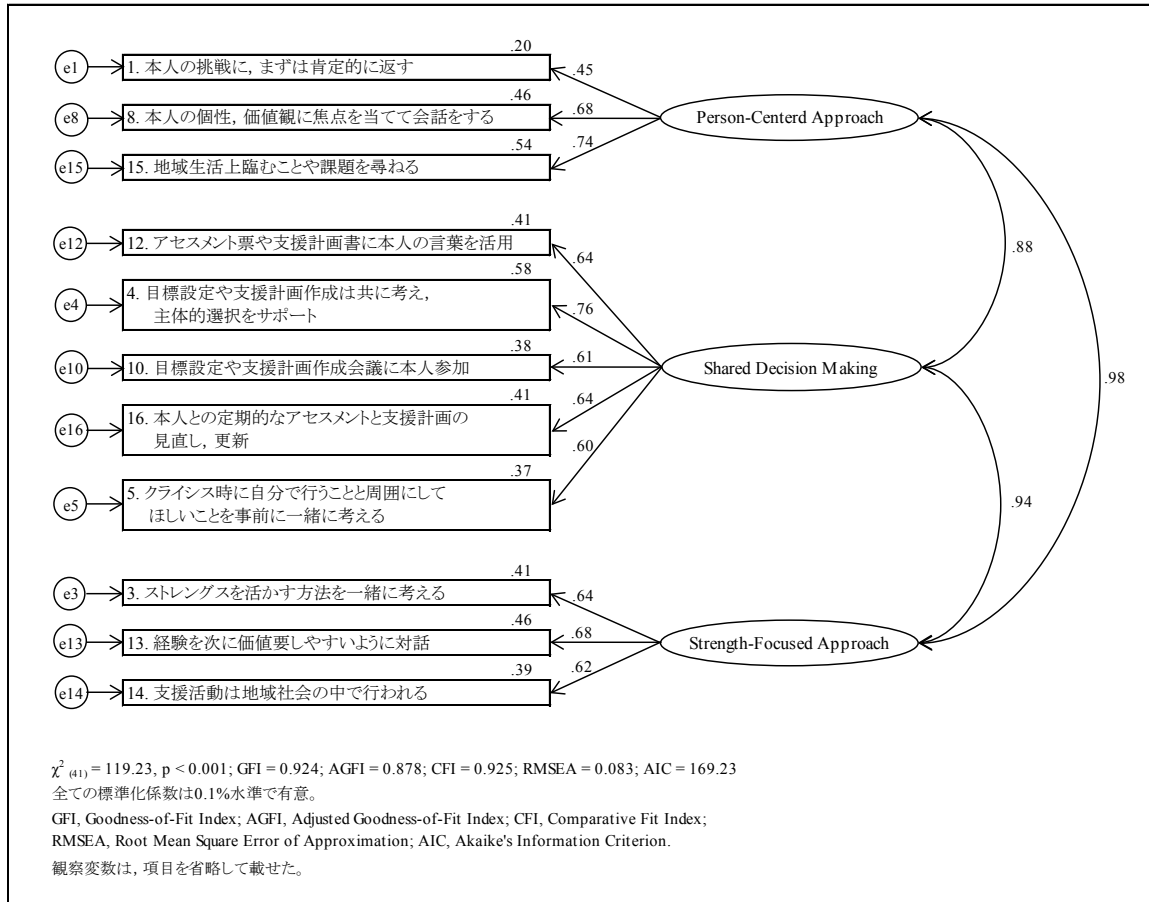 .20
e1
1. 本人の挑戦に, まずは肯定的に返す
.45
.46
e8
8. 本人の個性, 価値観に焦点を当てて会話をする
.68
Person-Centerd Approach
.54
e15
15. 地域生活上臨むことや課題を尋ねる
.74
.41
e12
12. アセスメント票や支援計画書に本人の言葉を活用
.64
.88
.58
e4
4. 目標設定や支援計画作成は共に考え,
主体的選択をサポート
.76
.38
e10
10. 目標設定や支援計画作成会議に本人参加
.61
Shared Decision Making
.98
.41
e16
16. 本人との定期的なアセスメントと支援計画の
見直し, 更新
.64
.60
.37
e5
5. クライシス時に自分で行うことと周囲にして
ほしいことを事前に一緒に考える
.94
.41
e3
3. ストレングスを活かす方法を一緒に考える
.64
.46
e13
13. 経験を次に価値要しやすいように対話
.68
Strength-Focused Approach
.39
e14
14. 支援活動は地域社会の中で行われる
.62
χ² (41) = 119.23, p < 0.001; GFI = 0.924; AGFI = 0.878; CFI = 0.925; RMSEA = 0.083; AIC = 169.23
全ての標準化係数は0.1%水準で有意。
GFI, Goodness-of-Fit Index; AGFI, Adjusted Goodness-of-Fit Index; CFI, Comparative Fit Index;
RMSEA, Root Mean Square Error of Approximation; AIC, Akaike's Information Criterion.
観察変数は, 項目を省略して載せた。